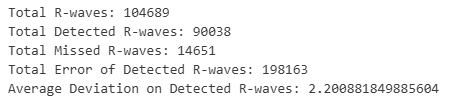 Total R-waves: 104689
Total Detected R-waves: 90038
Total Missed R-waves: 14651
Total Error of Detected R-waves: 198163
Average Deviation on Detected R-waves: 2.200881849885604